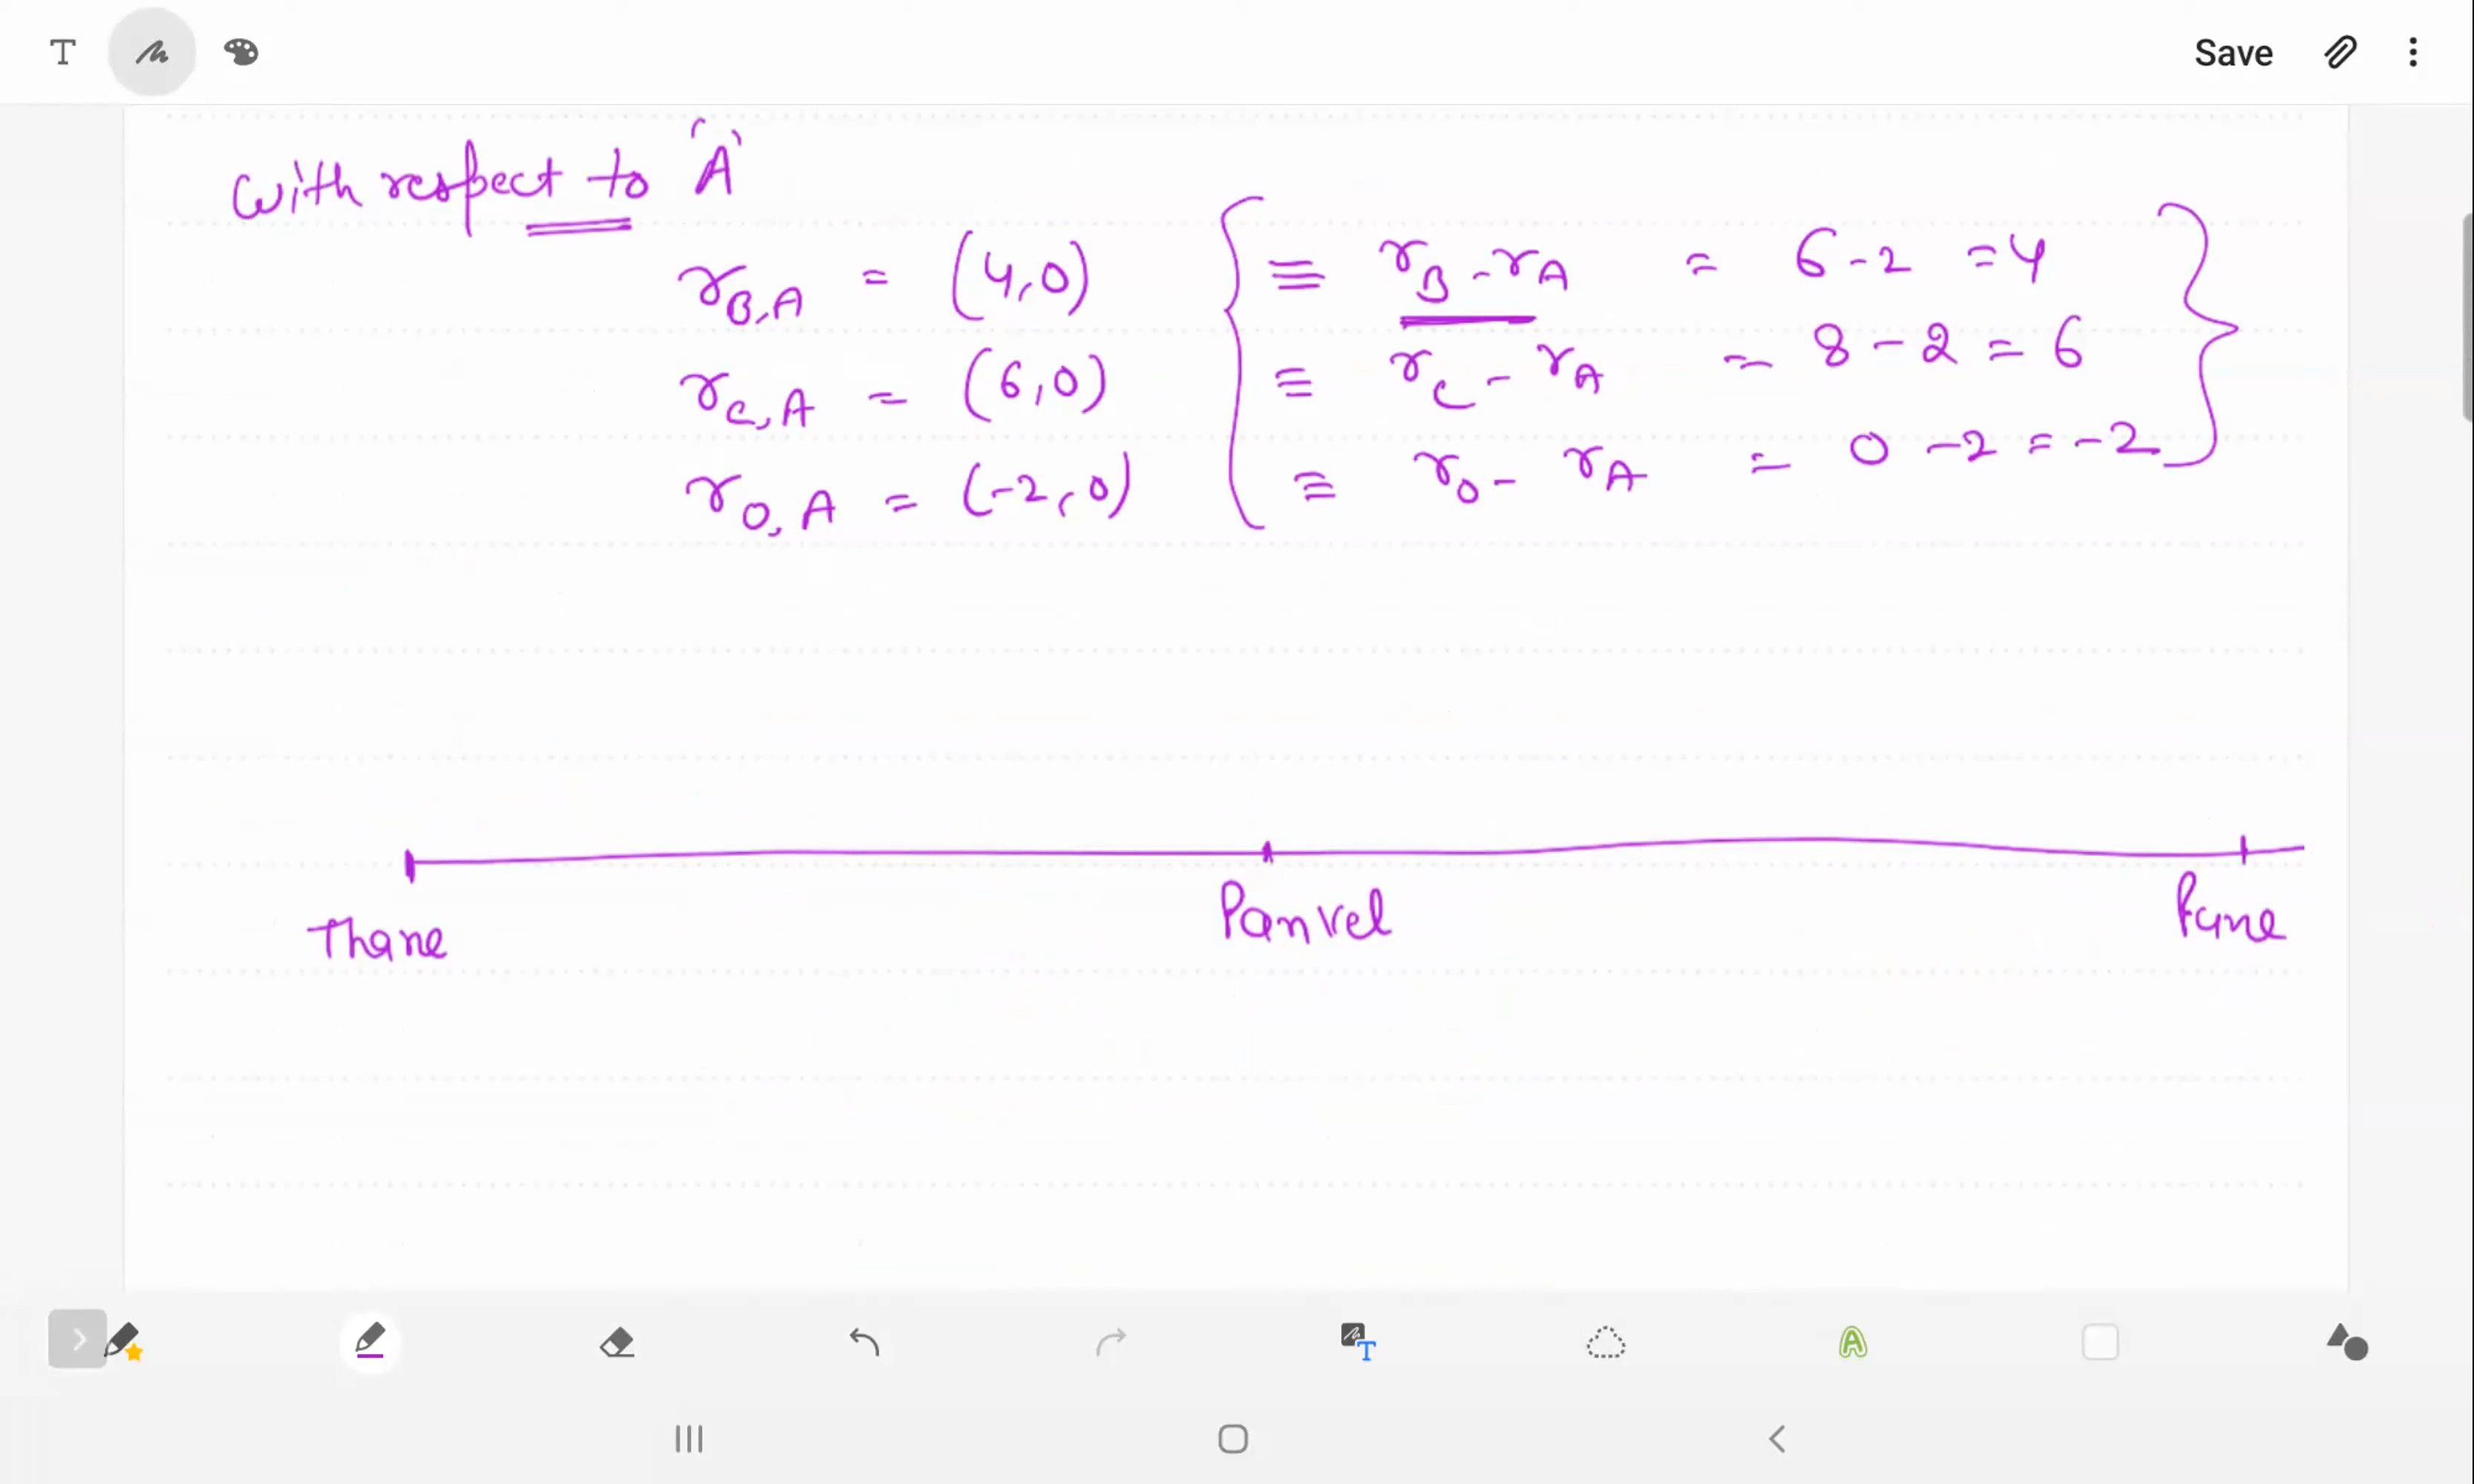 Save
With respect to 'A'
r_{B,A} = (4,0) { ≡ r_B - r_A = 6-2 = 4
r_{C,A} = (6,0) ≡ r_C - r_A = 8-2 = 6 }
r_{O,A} = (-2,0) ≡ r_O - r_A = 0-2 = -2
Thane Panvel Pune